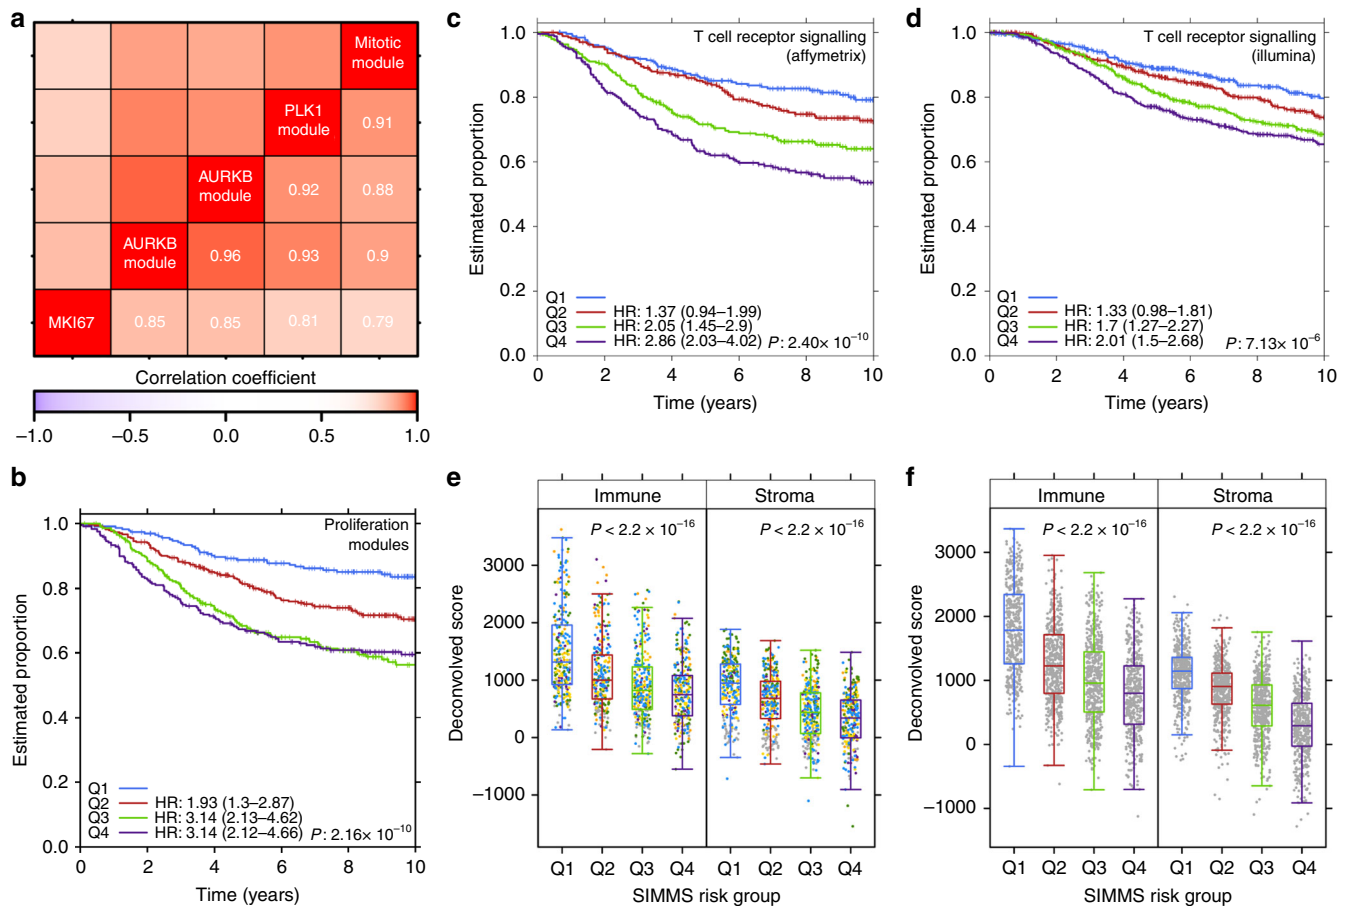 a
Mitotic
module
PLK1
module
0.91
AURKB
module
0.92
0.88
AURKB
module
0.96
0.93
0.9
MKI67
0.85
0.85
0.81
0.79
Correlation coefficient
−1.0
−0.5
0.0
0.5
1.0
b
Proliferation
modules
Estimated proportion
1.0
0.8
0.6
0.4
0.2
0.0
Q1
Q2 HR: 1.93 (1.3–2.87)
Q3 HR: 3.14 (2.13–4.62)
Q4 HR: 3.14 (2.12–4.66)
P: 2.16× 10−10
0 2 4 6 8 10
Time (years)
c
T cell receptor signalling
(affymetrix)
Estimated proportion
1.0
0.8
0.6
0.4
0.2
0.0
Q1
Q2 HR: 1.37 (0.94–1.99)
Q3 HR: 2.05 (1.45–2.9)
Q4 HR: 2.86 (2.03–4.02)
P: 2.40× 10−10
0 2 4 6 8 10
Time (years)
d
T cell receptor signalling
(illumina)
Estimated proportion
1.0
0.8
0.6
0.4
0.2
0.0
Q1
Q2 HR: 1.33 (0.98–1.81)
Q3 HR: 1.7 (1.27–2.27)
Q4 HR: 2.01 (1.5–2.68)
P: 7.13× 10−6
0 2 4 6 8 10
Time (years)
e
Immune
Stroma
P < 2.2 × 10−16
P < 2.2 × 10−16
Deconvolved score
3000
2000
1000
0
−1000
Q1 Q2 Q3 Q4 Q1 Q2 Q3 Q4
SIMMS risk group
f
Immune
Stroma
P < 2.2 × 10−16
P < 2.2 × 10−16
Deconvolved score
3000
2000
1000
0
−1000
Q1 Q2 Q3 Q4 Q1 Q2 Q3 Q4
SIMMS risk group